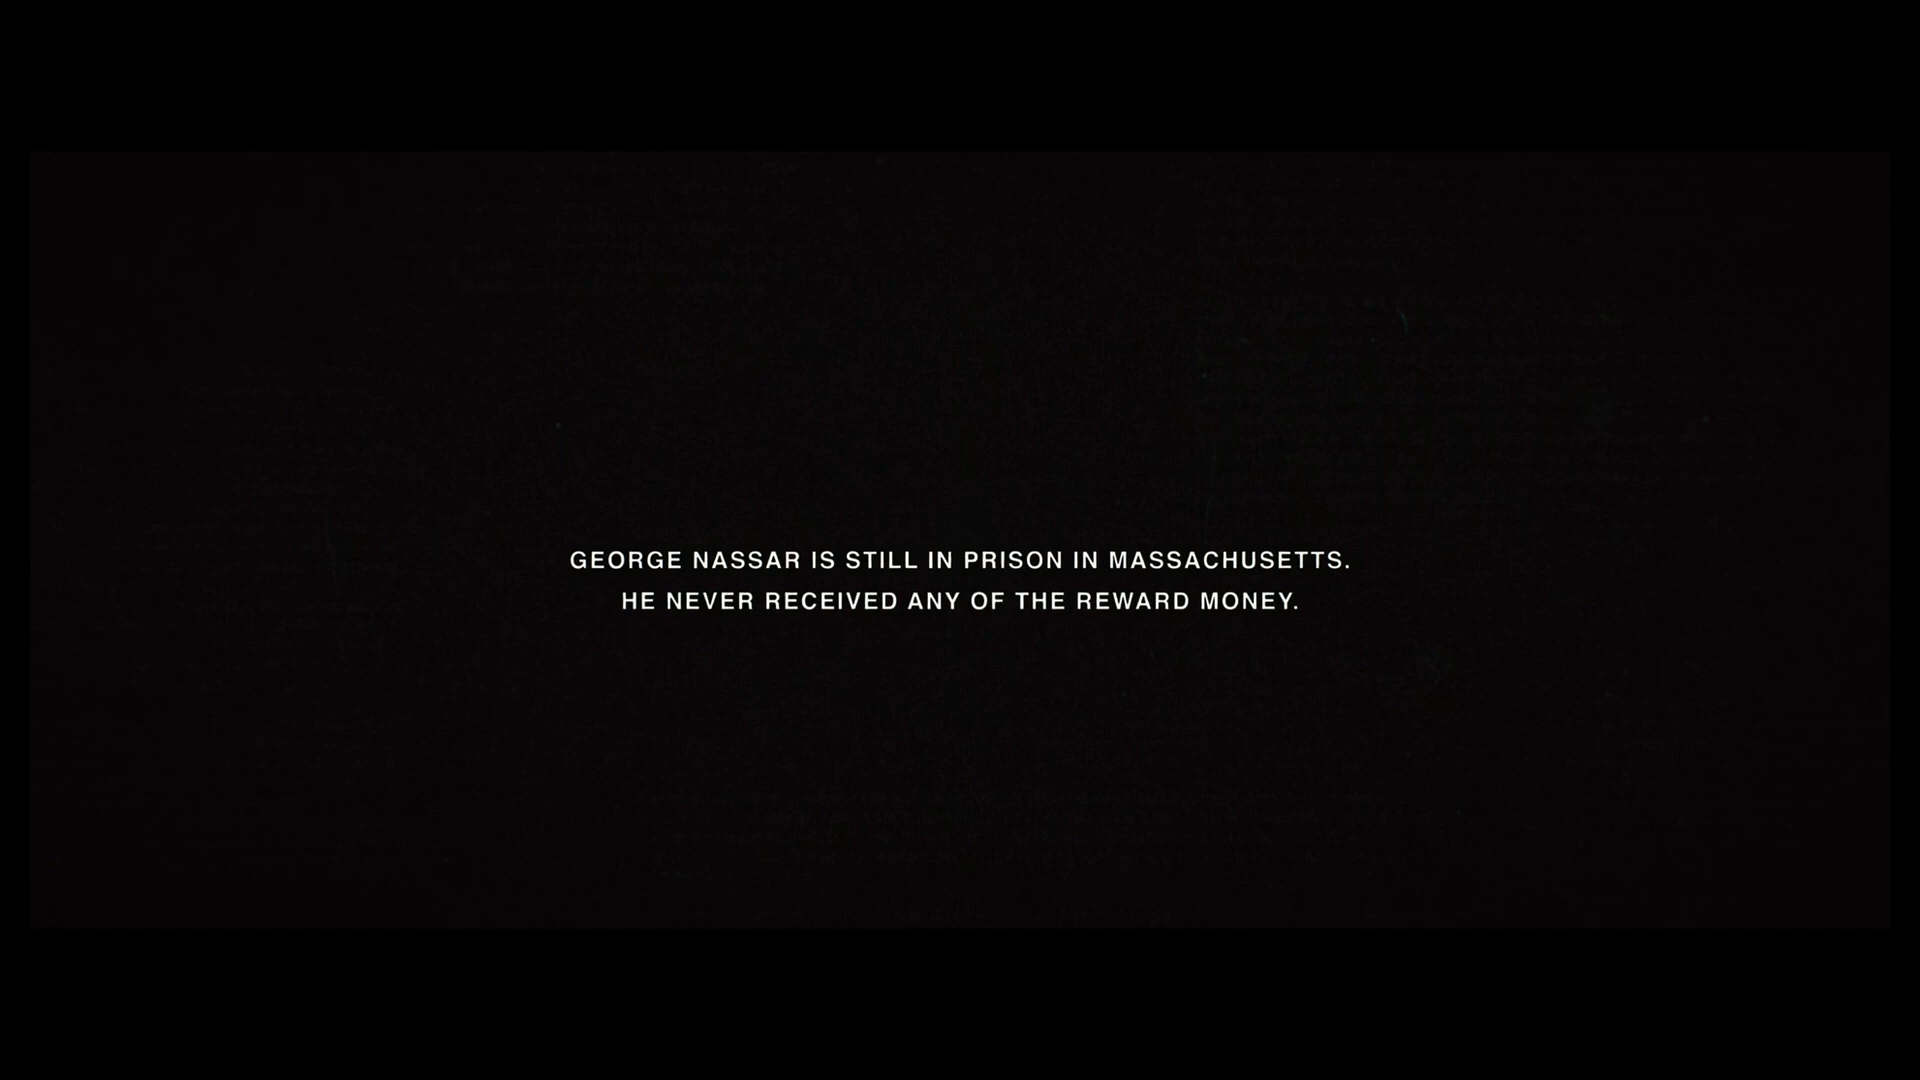 GEORGE NASSAR IS STILL IN PRISON IN MASSACHUSETTS.
HE NEVER RECEIVED ANY OF THE REWARD MONEY.